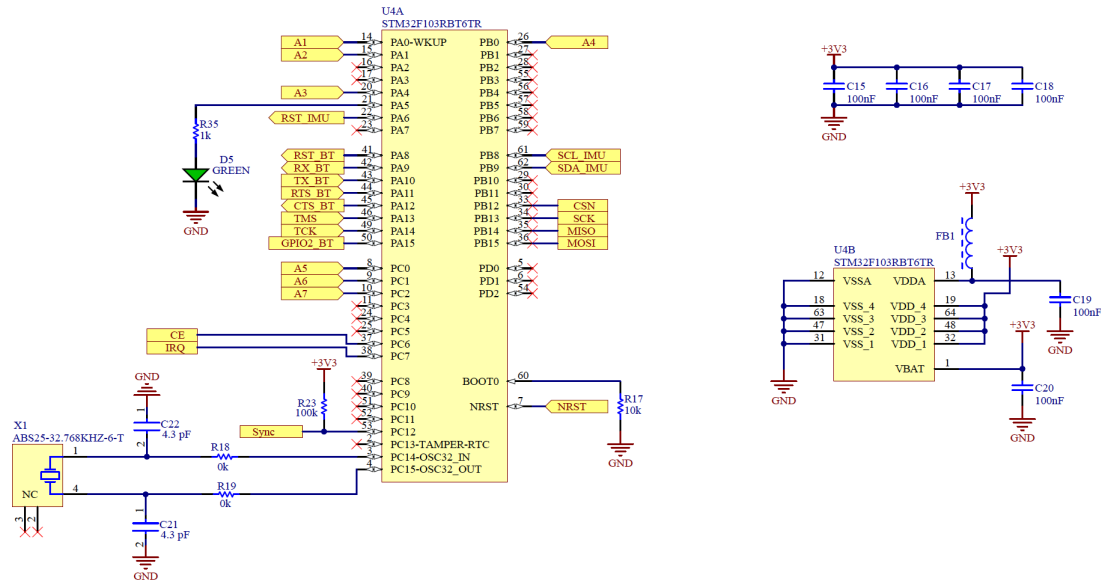 U4A
STM32F103RBT6TR
A1 14 PA0-WKUP PB0 26 A4
A2 15 PA1 PB1 27
16 PA2 PB2 28
17 PA3 PB3 55
A3 20 PA4 PB4 56
21 PA5 PB5 57
RST_IMU 22 PA6 PB6 58
23 PA7 PB7 59
R35
1k
D5
GREEN
GND
RST_BT 41 PA8 PB8 61 SCL_IMU
RX_BT 42 PA9 PB9 62 SDA_IMU
TX_BT 43 PA10 PB10 29
RTS_BT 44 PA11 PB11 30
CTS_BT 45 PA12 PB12 33 CSN
TMS 46 PA13 PB13 34 SCK
TCK 49 PA14 PB14 35 MISO
GPIO2_BT 50 PA15 PB15 36 MOSI
A5 8 PC0 PD0 5
A6 9 PC1 PD1 6
A7 10 PC2 PD2 54
11 PC3
24 PC4
25 PC5
CE 37 PC6
IRQ 38 PC7
39 PC8 BOOT0 60
40 PC9
51 PC10 NRST 7 NRST
52 PC11
Sync 53 PC12
2 PC13-TAMPER-RTC
3 PC14-OSC32_IN
4 PC15-OSC32_OUT
+3V3
R23
100k
R17
10k
GND
GND
1
C22
4.3 pF
2
X1
ABS25-32.768KHZ-6-T
1
4
NC
3 2
R18
0k
R19
0k
1
C21
4.3 pF
2
GND
+3V3
C15
100nF
C16
100nF
C17
100nF
C18
100nF
GND
+3V3
FB1
U4B
STM32F103RBT6TR
+3V3
12 VSSA VDDA 13
18 VSS_4 VDD_4 19
63 VSS_3 VDD_3 64
47 VSS_2 VDD_2 48
31 VSS_1 VDD_1 32
VBAT 1
GND
C19
100nF
GND
+3V3
C20
100nF
GND